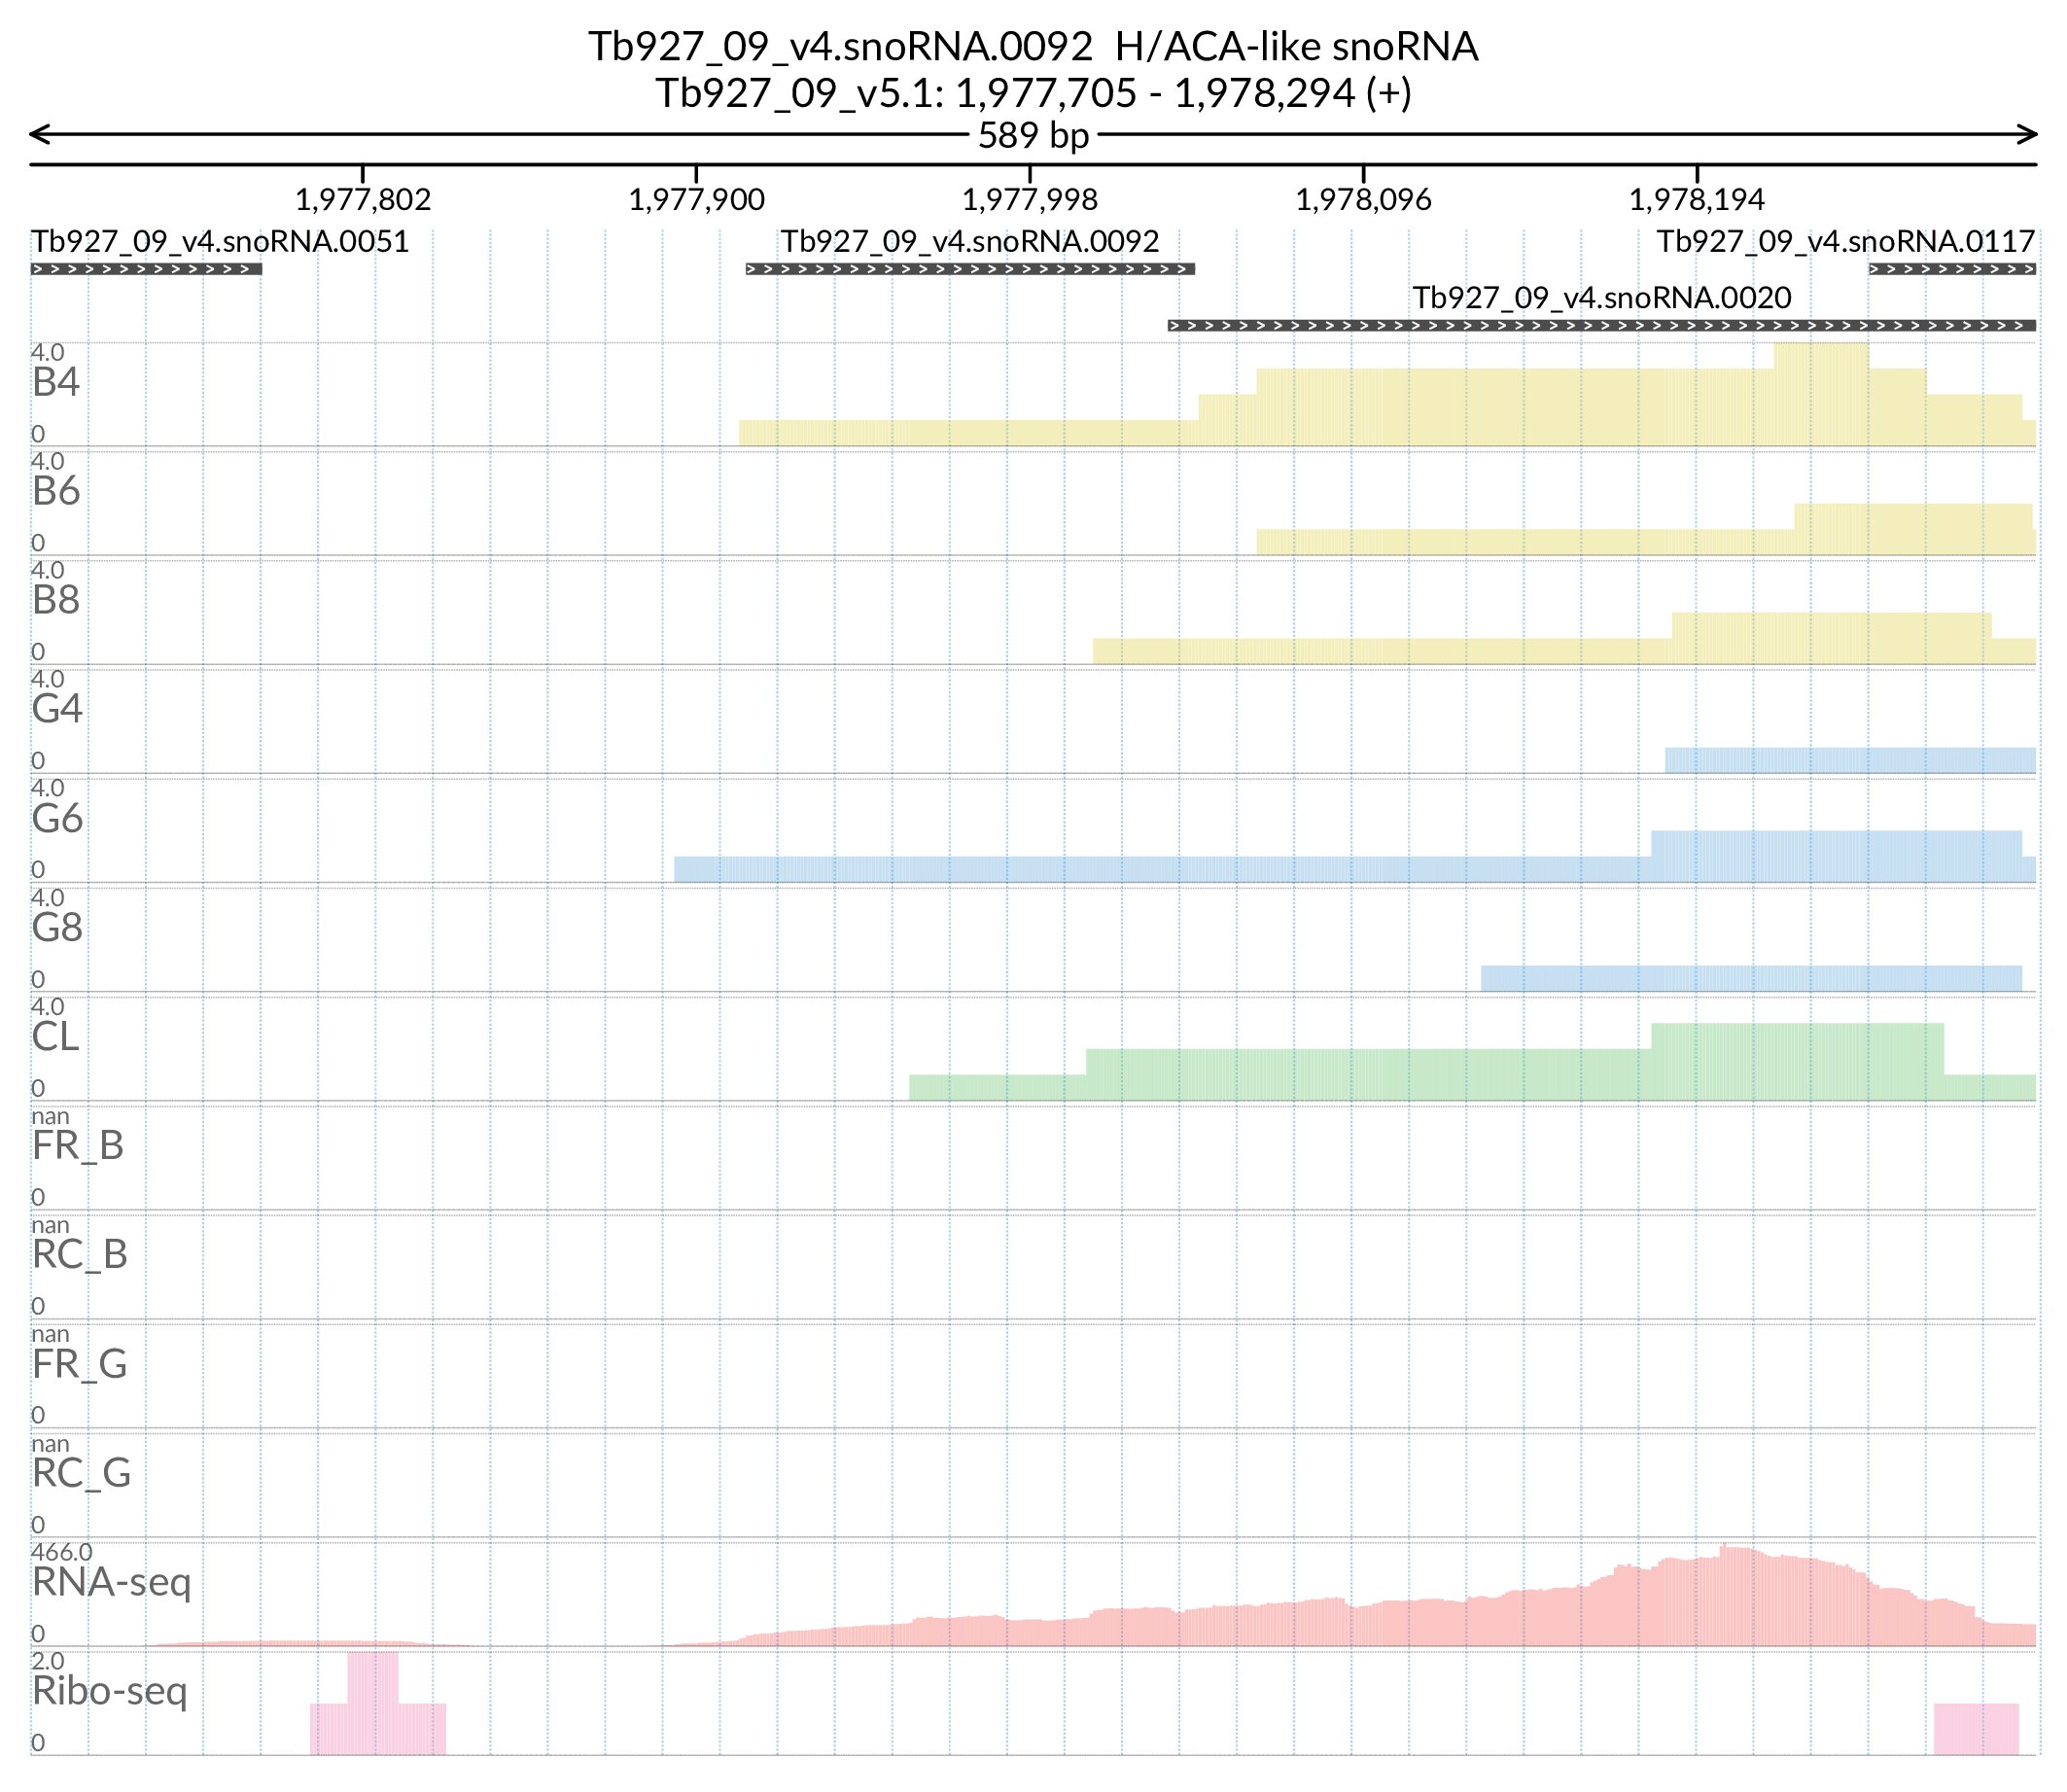 Tb927_09_v4.snoRNA.0092 H/ACA-like snoRNA
Tb927_09_v5.1: 1,977,705 - 1,978,294 (+)
589 bp
1,977,802 1,977,900 1,977,998 1,978,096 1,978,194
Tb927_09_v4.snoRNA.0051 Tb927_09_v4.snoRNA.0092 Tb927_09_v4.snoRNA.0117
Tb927_09_v4.snoRNA.0020
4.0
B4
0
4.0
B6
0
4.0
B8
0
4.0
G4
0
4.0
G6
0
4.0
G8
0
4.0
CL
0
nan
FR_B
0
nan
RC_B
0
nan
FR_G
0
nan
RC_G
0
466.0
RNA-seq
0
2.0
Ribo-seq
0